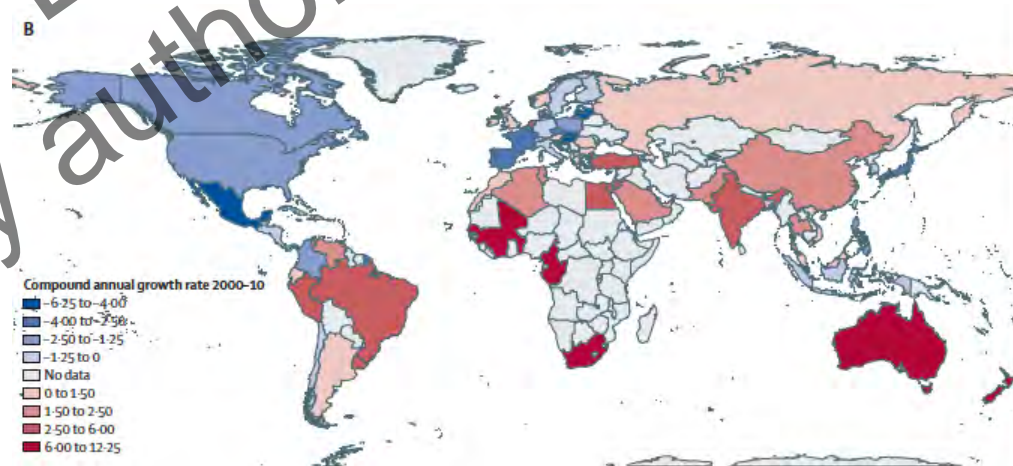 B
y autho
Compound annual growth rate 2000–10
–6·25 to –4·00
–4·00 to –2·50
–2·50 to –1·25
–1·25 to 0
No data
0 to 1·50
1·50 to 2·50
2·50 to 6·00
6·00 to 12·25